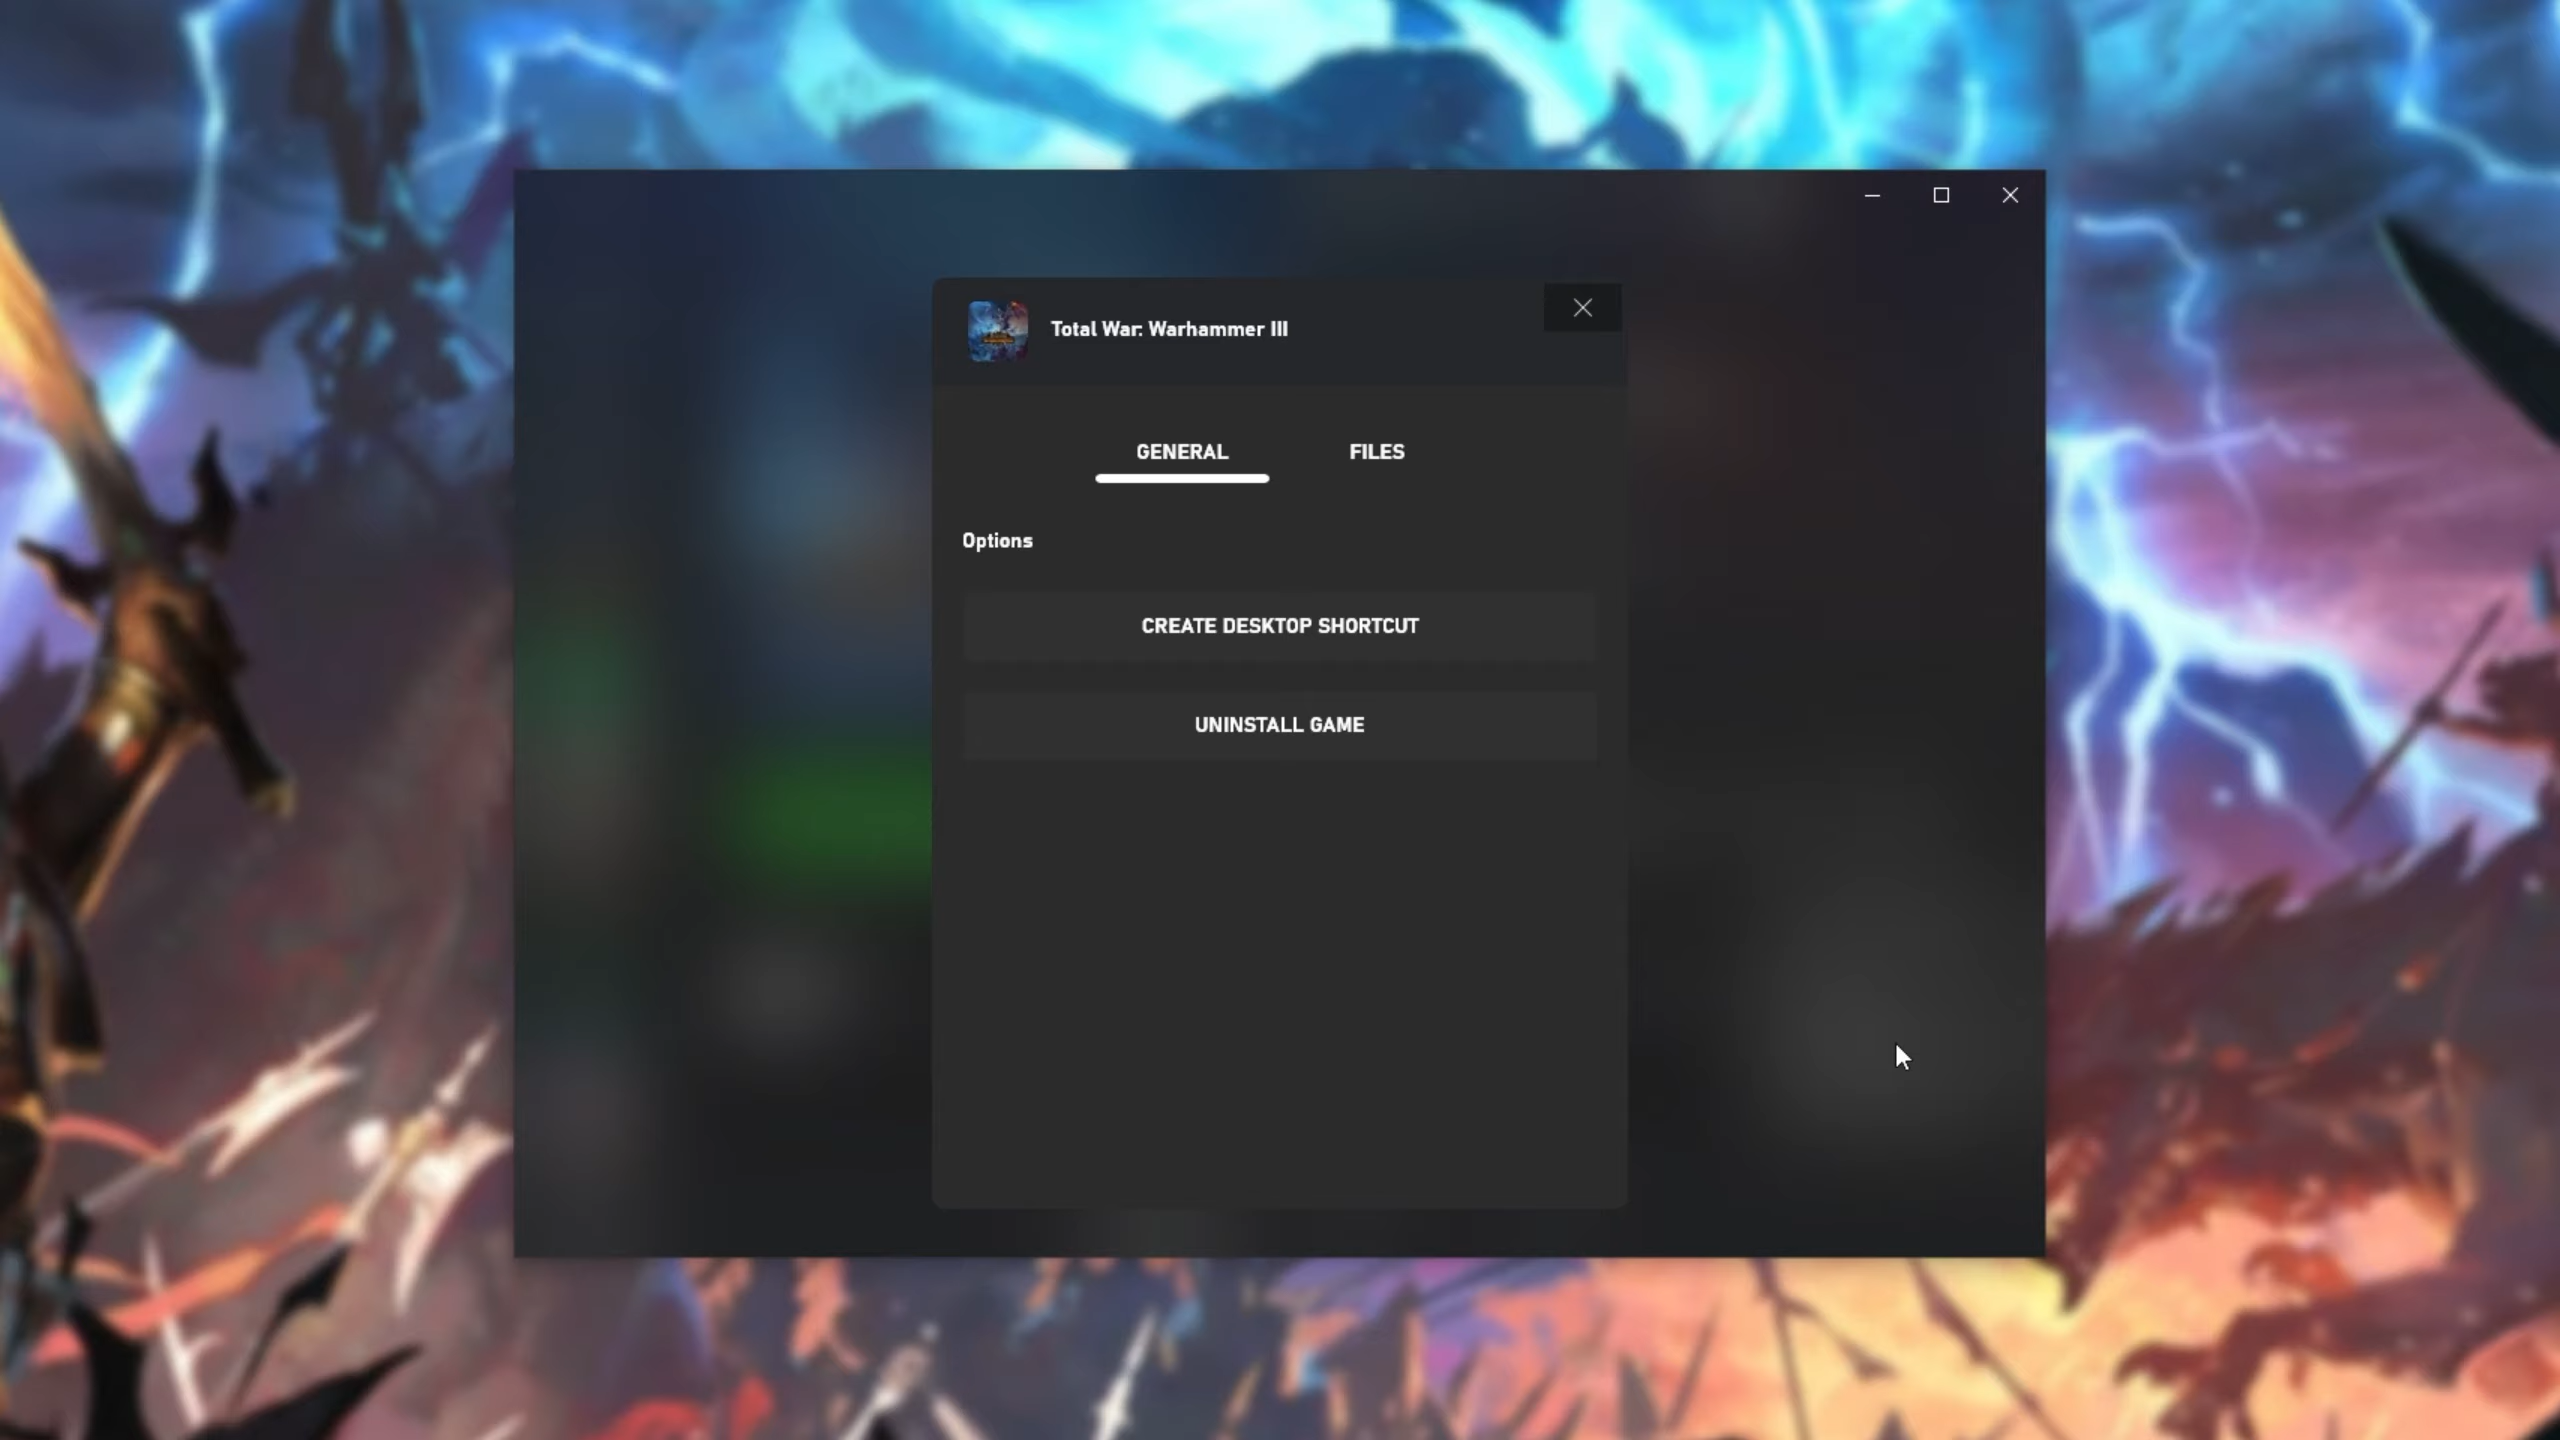 Total War: Warhammer III
GENERAL
FILES
Options
CREATE DESKTOP SHORTCUT
UNINSTALL GAME